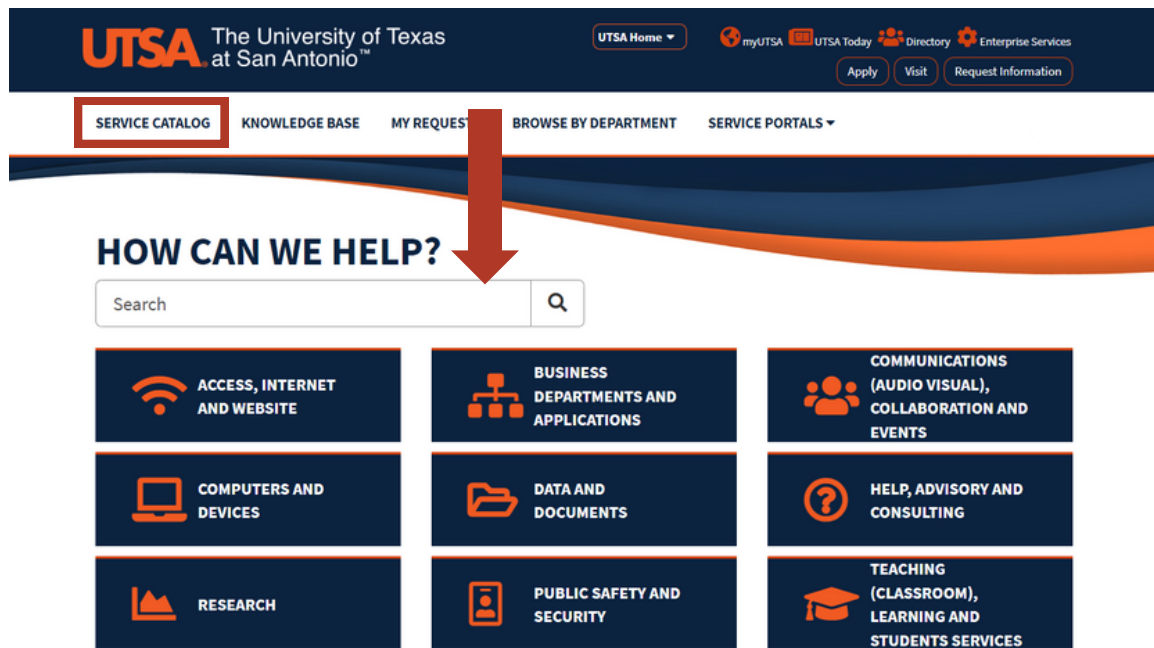 UTSA. The University of Texas at San Antonio™
UTSA Home
myUTSA
UTSA Today
Directory
Enterprise Services
Apply
Visit
Request Information
SERVICE CATALOG
KNOWLEDGE BASE
MY
BROWSE BY DEPARTMENT
SERVICE PORTALS
HOW CAN WE HELP?
Search
ACCESS, INTERNET
AND WEBSITE
BUSINESS
DEPARTMENTS AND
APPLICATIONS
COMMUNICATIONS
(AUDIO VISUAL),
COLLABORATION AND
EVENTS
COMPUTERS AND
DEVICES
DATA AND
DOCUMENTS
HELP, ADVISORY AND
CONSULTING
RESEARCH
PUBLIC SAFETY AND
SECURITY
TEACHING
(CLASSROOM),
LEARNING AND
STUDENTS SERVICES